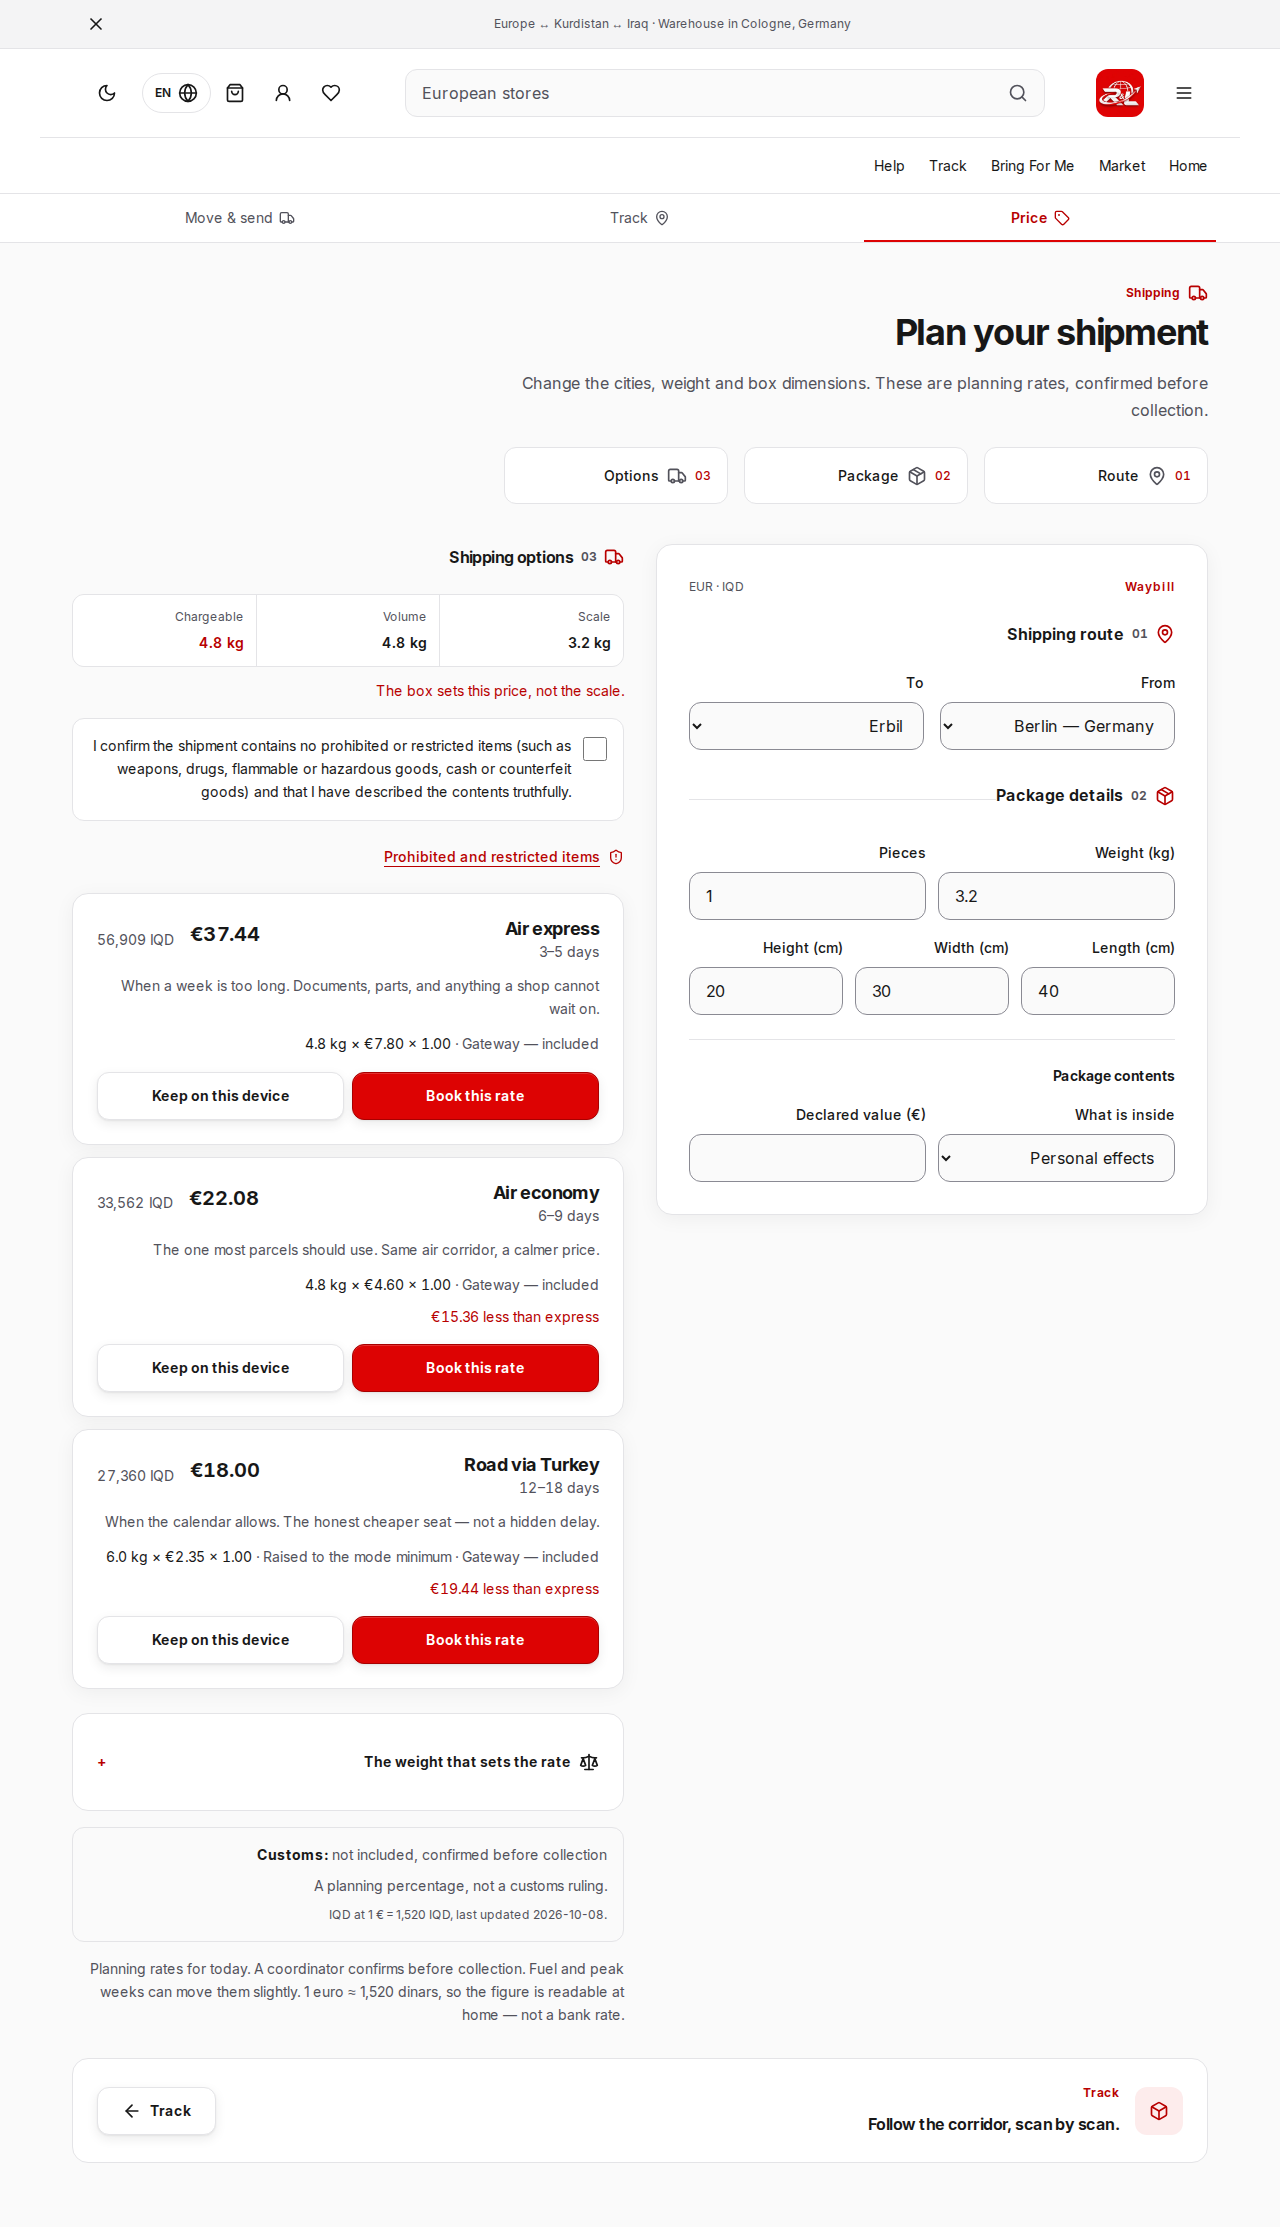 Europe ↔ Kurdistan ↔ Iraq · Warehouse in Cologne, Germany
EN
European stores
Help
Track
Bring For Me
Market
Home
Move & send
Track
Price
Shipping
Plan your shipment
Change the cities, weight and box dimensions. These are planning rates, confirmed before
collection.
Options 03
Package 02
Route 01
EUR · IQD
Waybill
Shipping route 01
To
From
Erbil
Berlin — Germany
Package details 02
Pieces
Weight (kg)
1
3.2
Height (cm)
Width (cm)
Length (cm)
20
30
40
Package contents
Declared value (€)
What is inside
Personal effects
Shipping options 03
Chargeable
Volume
Scale
4.8 kg
4.8 kg
3.2 kg
The box sets this price, not the scale.
I confirm the shipment contains no prohibited or restricted items (such as
weapons, drugs, flammable or hazardous goods, cash or counterfeit
goods) and that I have described the contents truthfully.
Prohibited and restricted items
56,909 IQD €37.44
Air express
3–5 days
When a week is too long. Documents, parts, and anything a shop cannot
wait on.
4.8 kg × €7.80 × 1.00 · Gateway — included
Keep on this device
Book this rate
33,562 IQD €22.08
Air economy
6–9 days
The one most parcels should use. Same air corridor, a calmer price.
4.8 kg × €4.60 × 1.00 · Gateway — included
€15.36 less than express
Keep on this device
Book this rate
27,360 IQD €18.00
Road via Turkey
12–18 days
When the calendar allows. The honest cheaper seat — not a hidden delay.
6.0 kg × €2.35 × 1.00 · Raised to the mode minimum · Gateway — included
€19.44 less than express
Keep on this device
Book this rate
+
The weight that sets the rate
Customs: not included, confirmed before collection
A planning percentage, not a customs ruling.
IQD at 1 € = 1,520 IQD, last updated 2026-10-08.
Planning rates for today. A coordinator confirms before collection. Fuel and peak
weeks can move them slightly. 1 euro ≈ 1,520 dinars, so the figure is readable at
home — not a bank rate.
Track
Track
Follow the corridor, scan by scan.